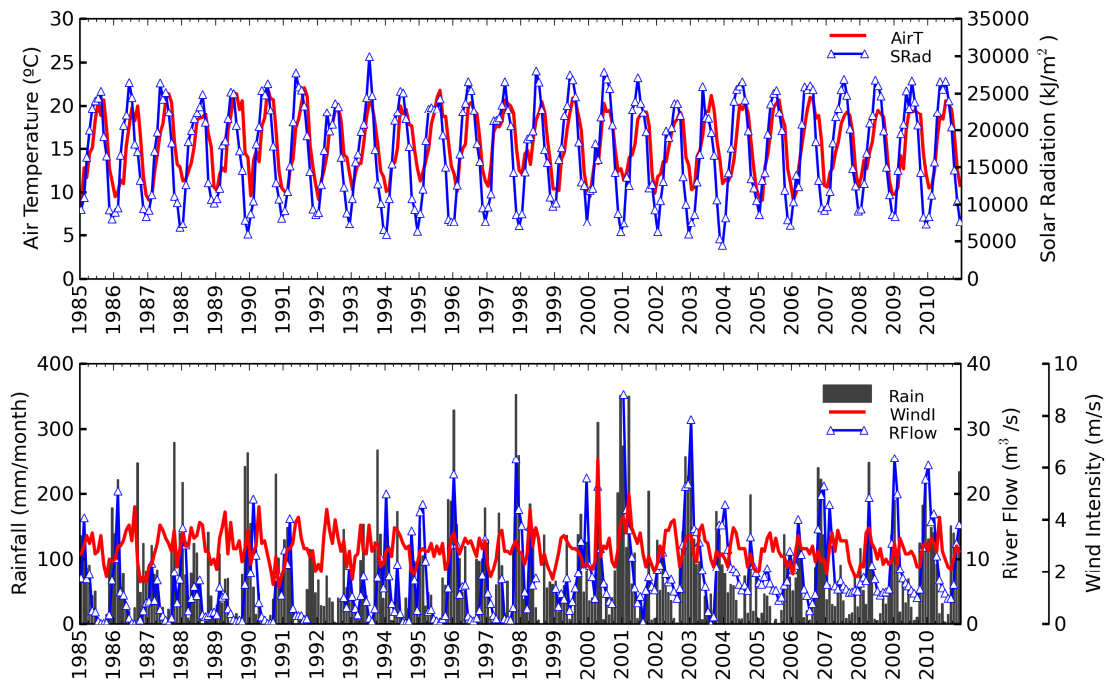 30
25
20
15
10
5
0
Air Temperature (ºC)
35000
30000
25000
20000
15000
10000
5000
0
Solar Radiation (kJ/m²)
AirT
SRad
1985 1986 1987 1988 1989 1990 1991 1992 1993 1994 1995 1996 1997 1998 1999 2000 2001 2002 2003 2004 2005 2006 2007 2008 2009 2010
400
300
200
100
0
Rainfall (mm/month)
40
30
20
10
0
River Flow (m³/s)
10
8
6
4
2
0
Wind Intensity (m/s)
Rain
WindI
RFlow
1985 1986 1987 1988 1989 1990 1991 1992 1993 1994 1995 1996 1997 1998 1999 2000 2001 2002 2003 2004 2005 2006 2007 2008 2009 2010